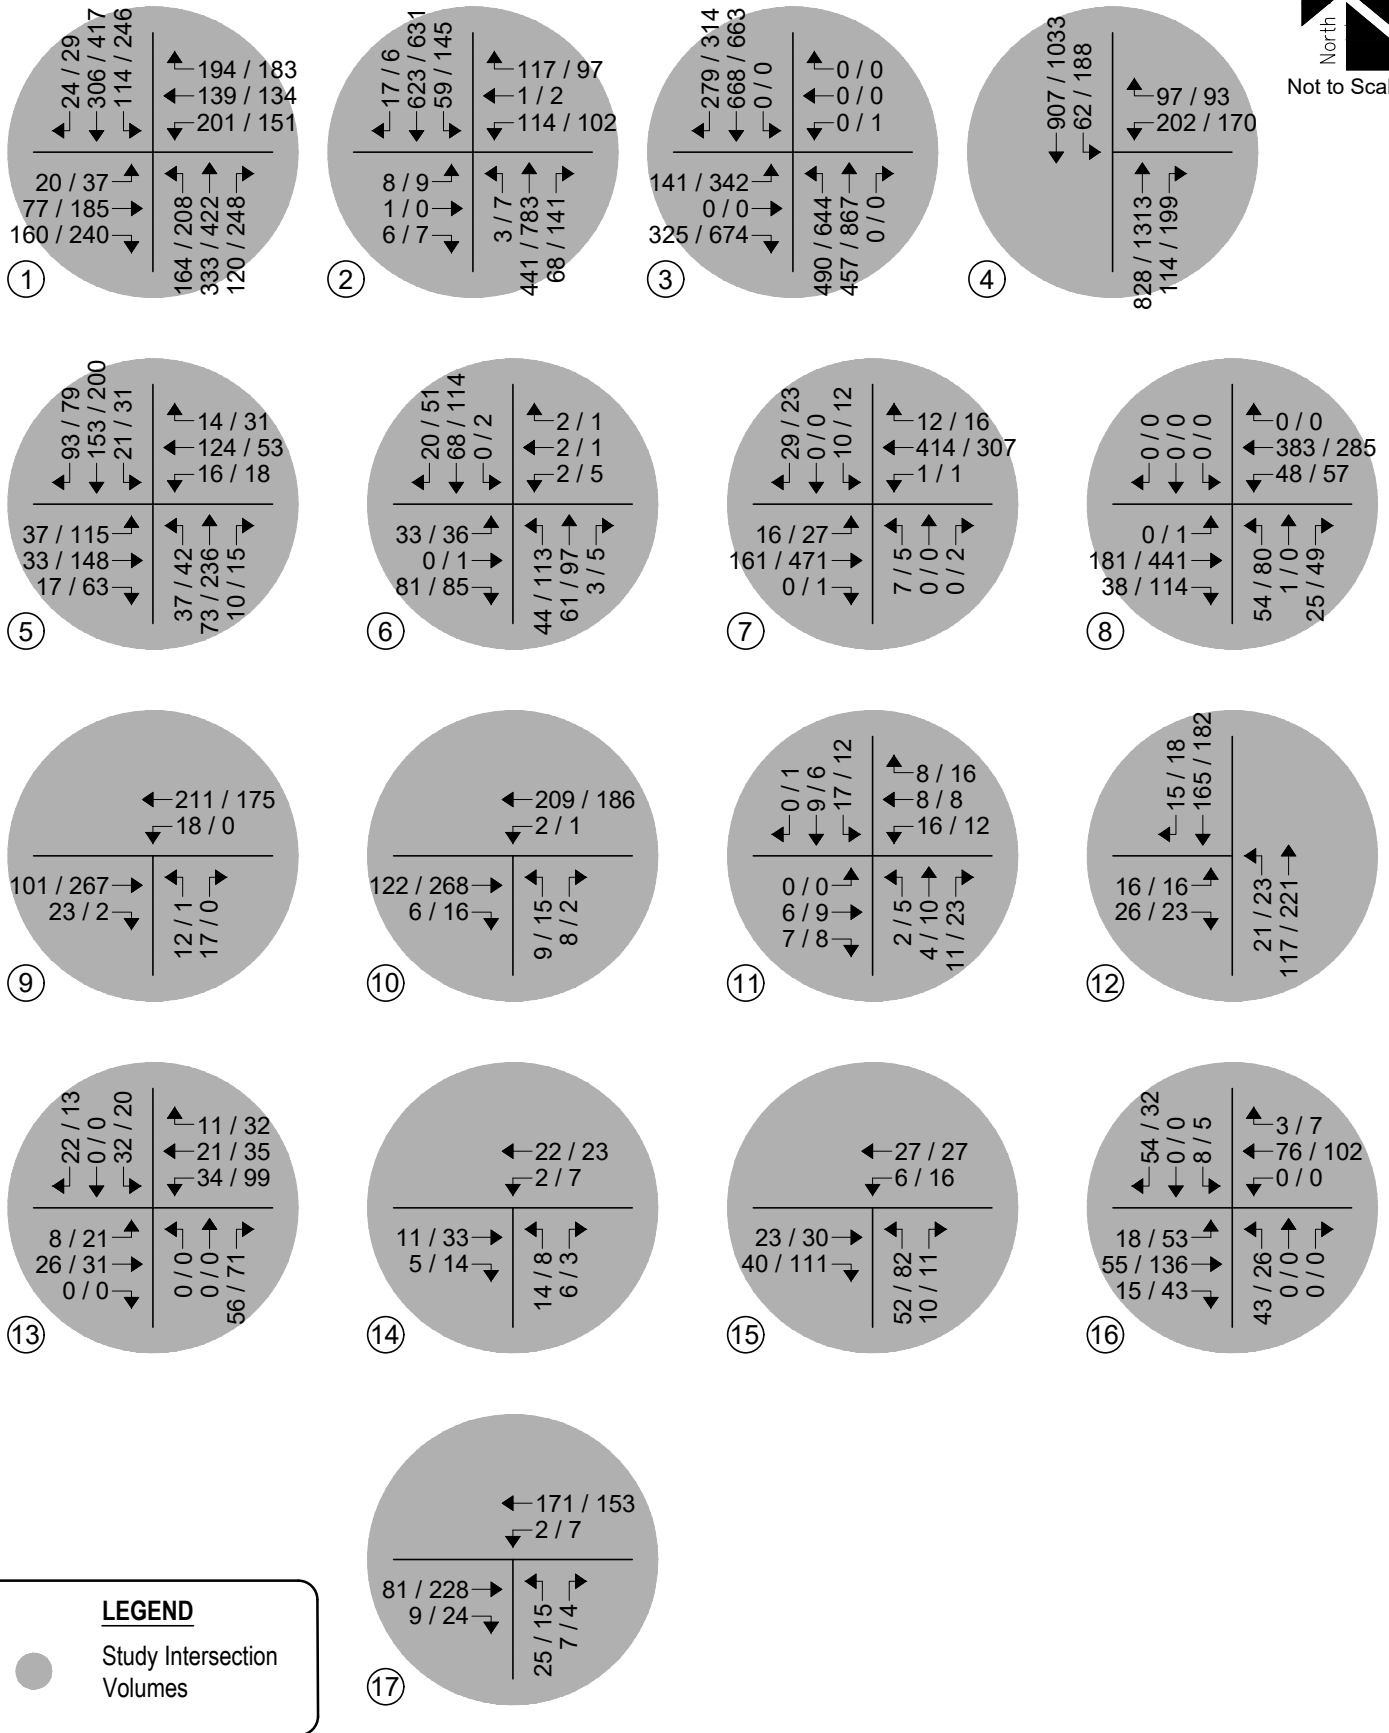 North
Not to Scal
24 / 29
306 / 417
114 / 246
194 / 183
139 / 134
201 / 151
20 / 37
77 / 185
160 / 240
164 / 208
333 / 422
120 / 248
1
17 / 6
623 / 631
59 / 145
117 / 97
1 / 2
114 / 102
8 / 9
1 / 0
6 / 7
3 / 7
441 / 783
68 / 141
2
279 / 314
668 / 663
0 / 0
0 / 0
0 / 0
0 / 1
141 / 342
0 / 0
325 / 674
490 / 644
457 / 867
0 / 0
3
907 / 1033
62 / 188
97 / 93
202 / 170
828 / 1313
114 / 199
4
93 / 79
153 / 200
21 / 31
14 / 31
124 / 53
16 / 18
37 / 115
33 / 148
17 / 63
37 / 42
73 / 236
10 / 15
5
20 / 51
68 / 114
0 / 2
2 / 1
2 / 1
2 / 5
33 / 36
0 / 1
81 / 85
44 / 113
61 / 97
3 / 5
6
29 / 23
0 / 0
10 / 12
12 / 16
414 / 307
1 / 1
16 / 27
161 / 471
0 / 1
7 / 5
0 / 0
0 / 2
7
0 / 0
0 / 0
0 / 0
0 / 0
383 / 285
48 / 57
0 / 1
181 / 441
38 / 114
54 / 80
1 / 0
25 / 49
8
211 / 175
18 / 0
101 / 267
23 / 2
12 / 1
17 / 0
9
209 / 186
2 / 1
122 / 268
6 / 16
9 / 15
8 / 2
10
0 / 1
9 / 6
17 / 12
8 / 16
8 / 8
16 / 12
0 / 0
6 / 9
7 / 8
2 / 5
4 / 10
11 / 23
11
15 / 18
165 / 182
16 / 16
26 / 23
21 / 23
117 / 221
12
22 / 13
0 / 0
32 / 20
11 / 32
21 / 35
34 / 99
8 / 21
26 / 31
0 / 0
0 / 0
0 / 0
56 / 71
13
22 / 23
2 / 7
11 / 33
5 / 14
14 / 8
6 / 3
14
27 / 27
6 / 16
23 / 30
40 / 111
52 / 82
10 / 11
15
54 / 32
0 / 0
8 / 5
3 / 7
76 / 102
0 / 0
18 / 53
55 / 136
15 / 43
43 / 26
0 / 0
0 / 0
16
171 / 153
2 / 7
81 / 228
9 / 24
25 / 15
7 / 4
17
LEGEND
Study Intersection
Volumes